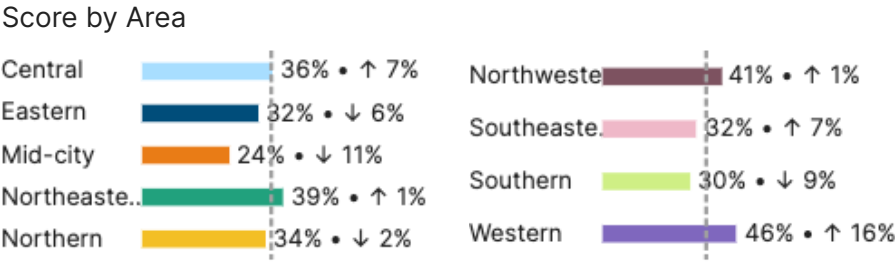 Score by Area
Central 36% • ↑ 7%
Eastern 32% • ↓ 6%
Mid-city 24% • ↓ 11%
Northeaste.. 39% • ↑ 1%
Northern 34% • ↓ 2%
Northweste 41% • ↑ 1%
Southeaste. 32% • ↑ 7%
Southern 30% • ↓ 9%
Western 46% • ↑ 16%